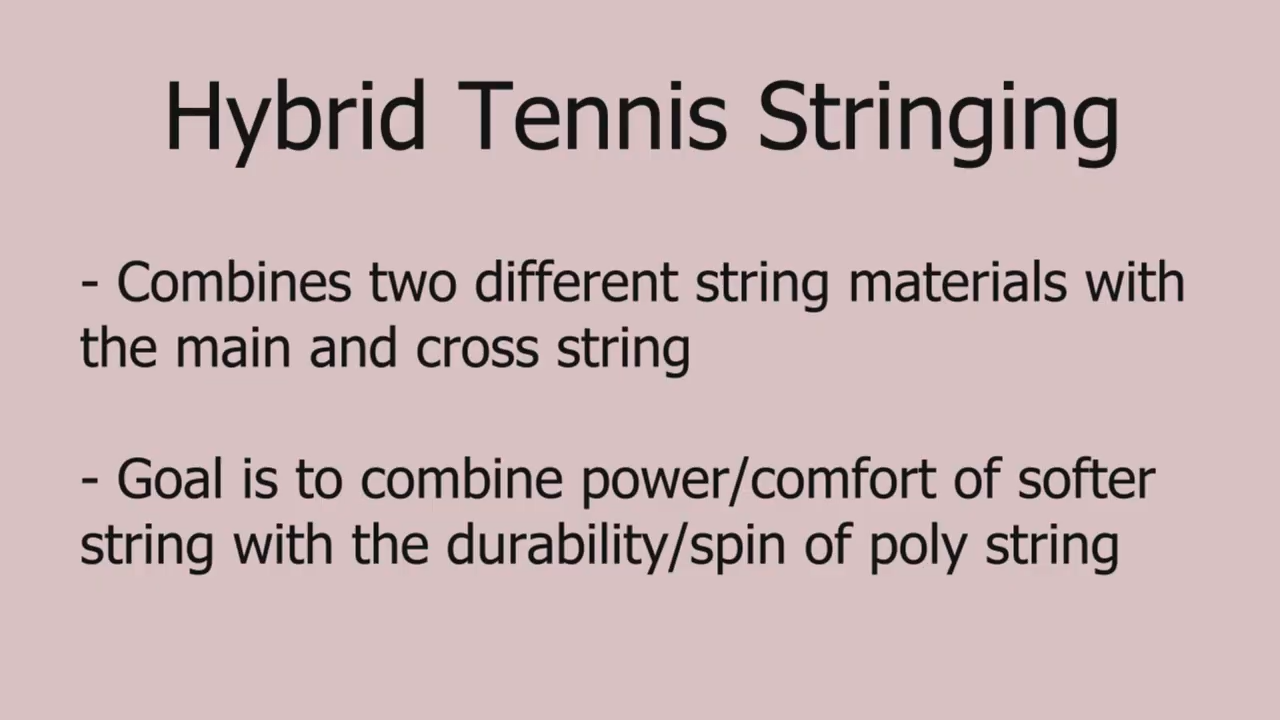 Hybrid Tennis Stringing
- Combines two different string materials with
the main and cross string
- Goal is to combine power/comfort of softer
string with the durability/spin of poly string